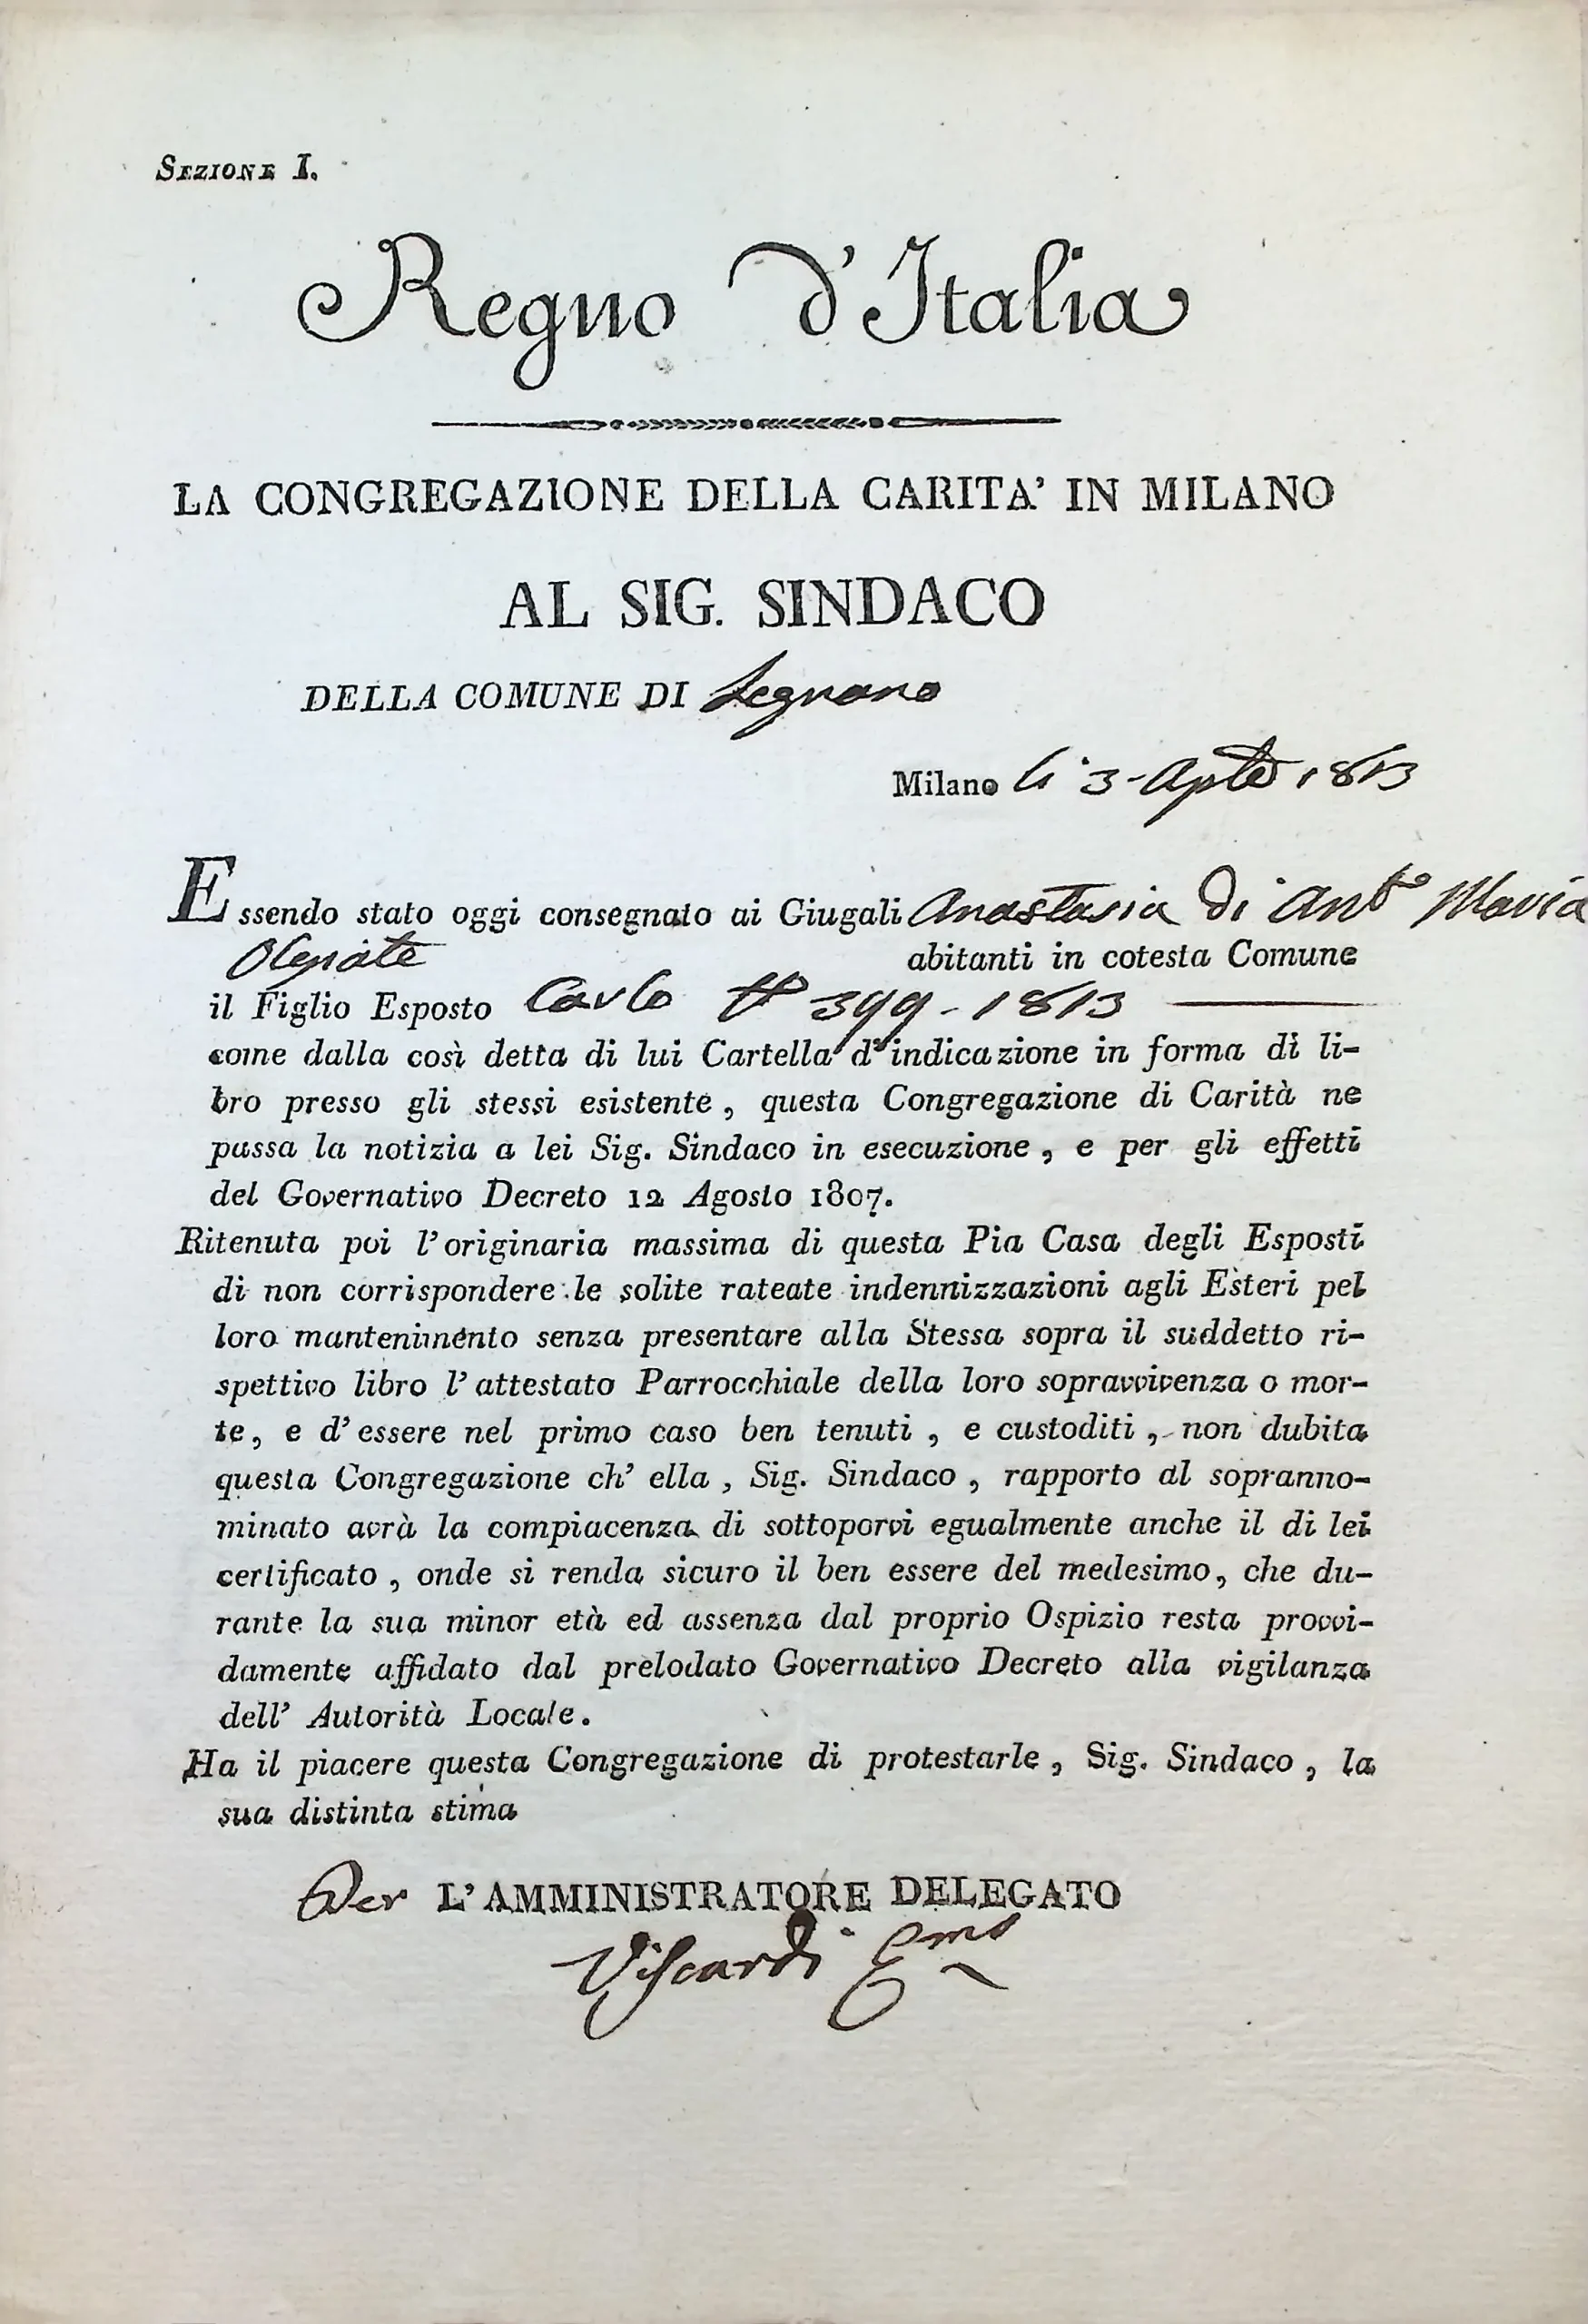 SEZIONE I.
Regno d'Italia
LA CONGREGAZIONE DELLA CARITA' IN MILANO
AL SIG. SINDACO
DELLA COMUNE DI Legnano
Milano li 3 - Aple 1813
Essendo stato oggi consegnato ai Giugali Anastasia di Anto Maria
Olgiate abitanti in cotesta Comune
il Figlio Esposto Carlo N 399 - 1813
come dalla così detta di lui Cartella d'indicazione in forma di li-
bro presso gli stessi esistente, questa Congregazione di Carità ne
passa la notizia a lei Sig. Sindaco in esecuzione, e per gli effetti
del Governativo Decreto 12 Agosto 1807.
Ritenuta poi l'originaria massima di questa Pia Casa degli Esposti
di non corrispondere le solite rateate indennizzazioni agli Esteri pel
loro mantenimento senza presentare alla Stessa sopra il suddetto ri-
spettivo libro l'attestato Parrocchiale della loro sopravvivenza o mor-
te, e d'essere nel primo caso ben tenuti, e custoditi, non dubita
questa Congregazione ch' ella, Sig. Sindaco, rapporto al sopranno-
minato avrà la compiacenza di sottoporvi egualmente anche il di lei
certificato, onde si renda sicuro il ben essere del medesimo, che du-
rante la sua minor età ed assenza dal proprio Ospizio resta provvi-
damente affidato dal prelodato Governativo Decreto alla vigilanza
dell' Autorità Locale.
Ha il piacere questa Congregazione di protestarle, Sig. Sindaco, la
sua distinta stima
Per L'AMMINISTRATORE DELEGATO
Viscardi